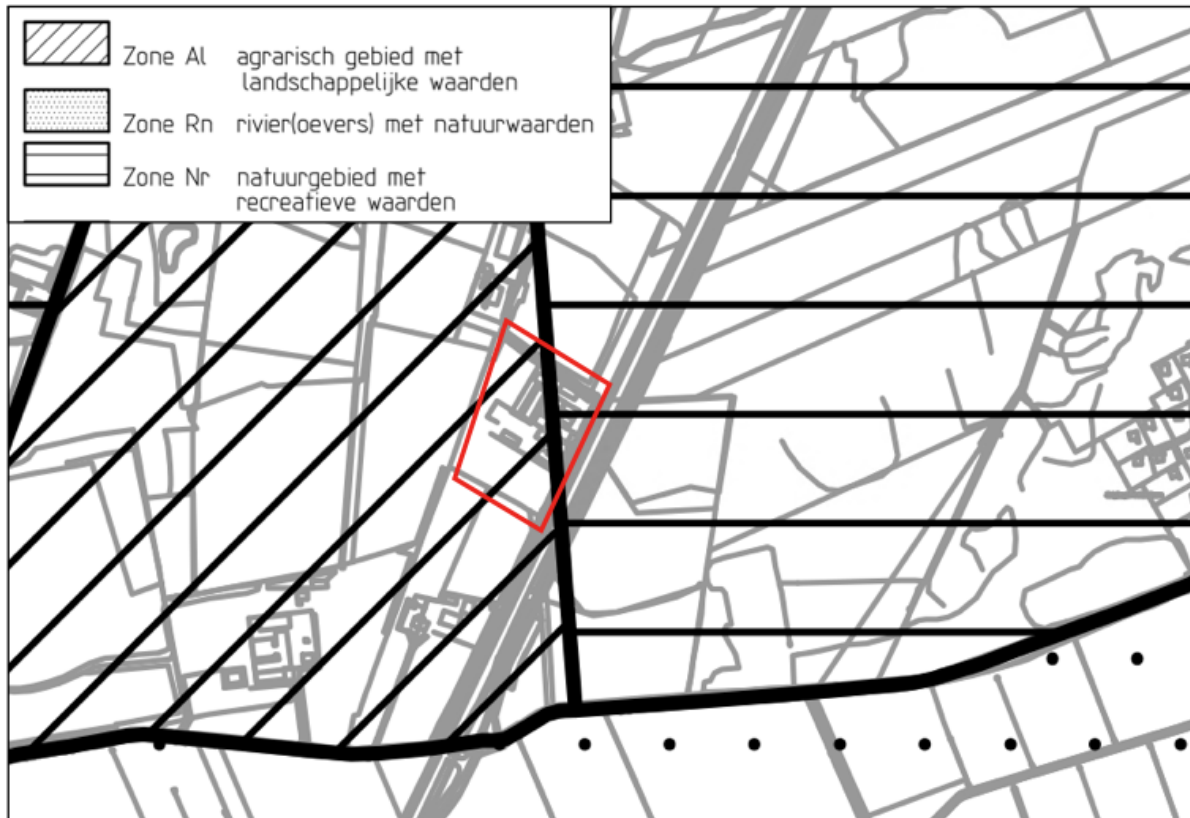 Zone Al agrarisch gebied met
landschappelijke waarden
Zone Rn rivier(oevers) met natuurwaarden
Zone Nr natuurgebied met
recreatieve waarden